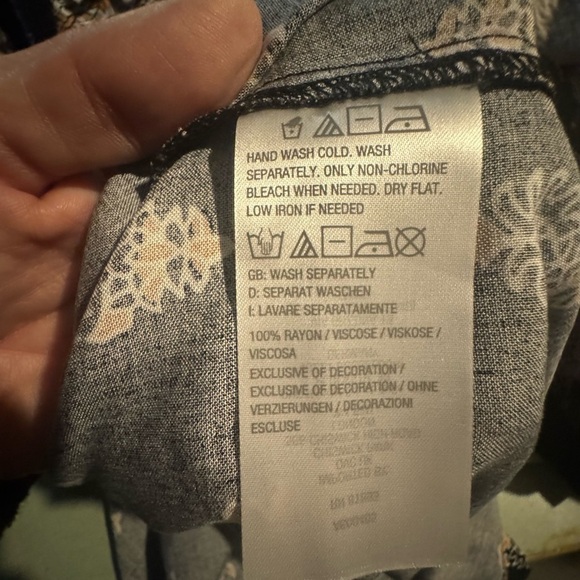 HAND WASH COLD. WASH
SEPARATELY. ONLY NON-CHLORINE
BLEACH WHEN NEEDED. DRY FLAT.
LOW IRON IF NEEDED
GB: WASH SEPARATELY
D: SEPARAT WASCHEN
I: LAVARE SEPARATAMENTE
100% RAYON / VISCOSE / VISKOSE /
VISCOSA
EXCLUSIVE OF DECORATION /
EXCLUSIVE OF DECORATION / OHNE
VERZIERUNGEN / DECORAZIONI
ESCLUSE